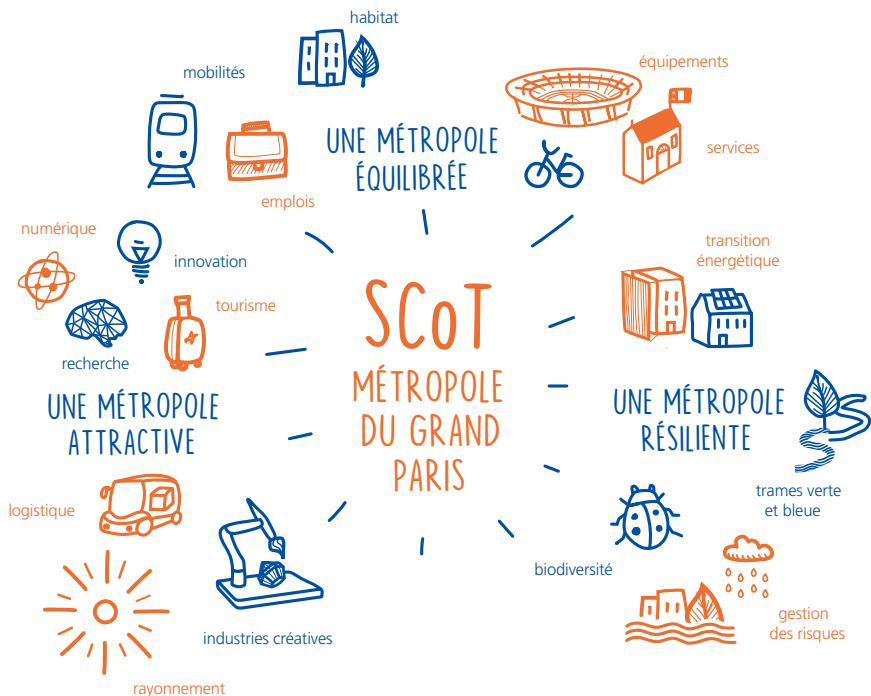 habitat
mobilités
équipements
UNE MÉTROPOLE
ÉQUILIBRÉE
services
emplois
numérique
innovation
transition
énergétique
tourisme
recherche
SCoT
MÉTROPOLE
DU GRAND
PARIS
UNE MÉTROPOLE
ATTRACTIVE
UNE MÉTROPOLE
RÉSILIENTE
trames verte
et bleue
logistique
biodiversité
gestion
des risques
industries créatives
rayonnement